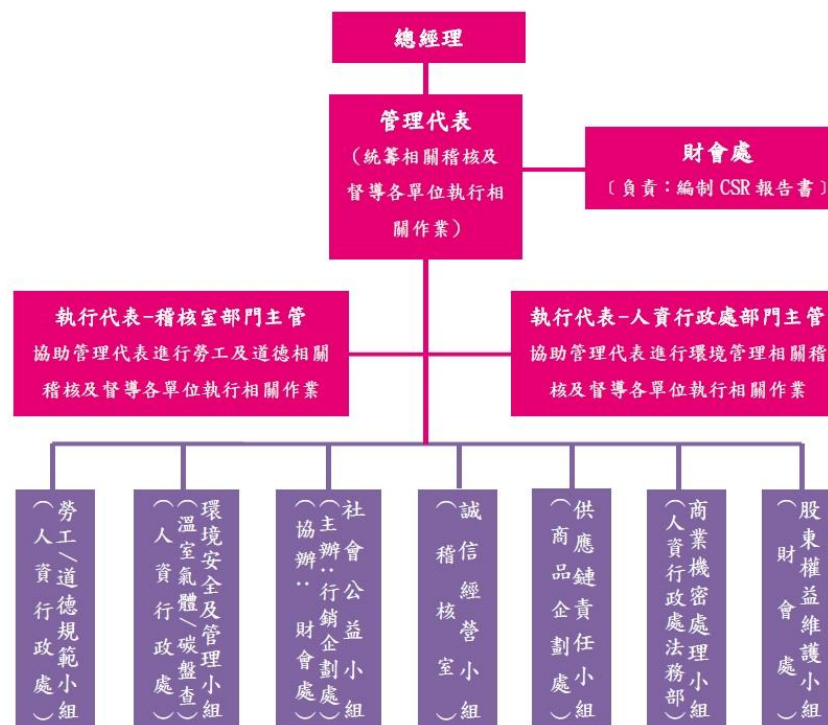 總經理
管理代表
（統籌相關稽核及
督導各單位執行相
關作業）
財會處
〔負責：編制 CSR 報告書〕
執行代表-稽核室部門主管
協助管理代表進行勞工及道德相關
稽核及督導各單位執行相關作業
執行代表-人資行政處部門主管
協助管理代表進行環境管理相關稽
核及督導各單位執行相關作業
勞工/道德規範小組
（人資行政處）
環境安全及管理小組
（溫室氣體/碳盤查）
（人資行政處）
社會公益小組
（主辦：行銷企劃處）
（協辦：財會處）
誠信經營小組
（稽核室）
供應鏈責任小組
（商品企劃處）
商業機密處理小組
（人資行政處法務部）
股東權益維護小組
（財會處）